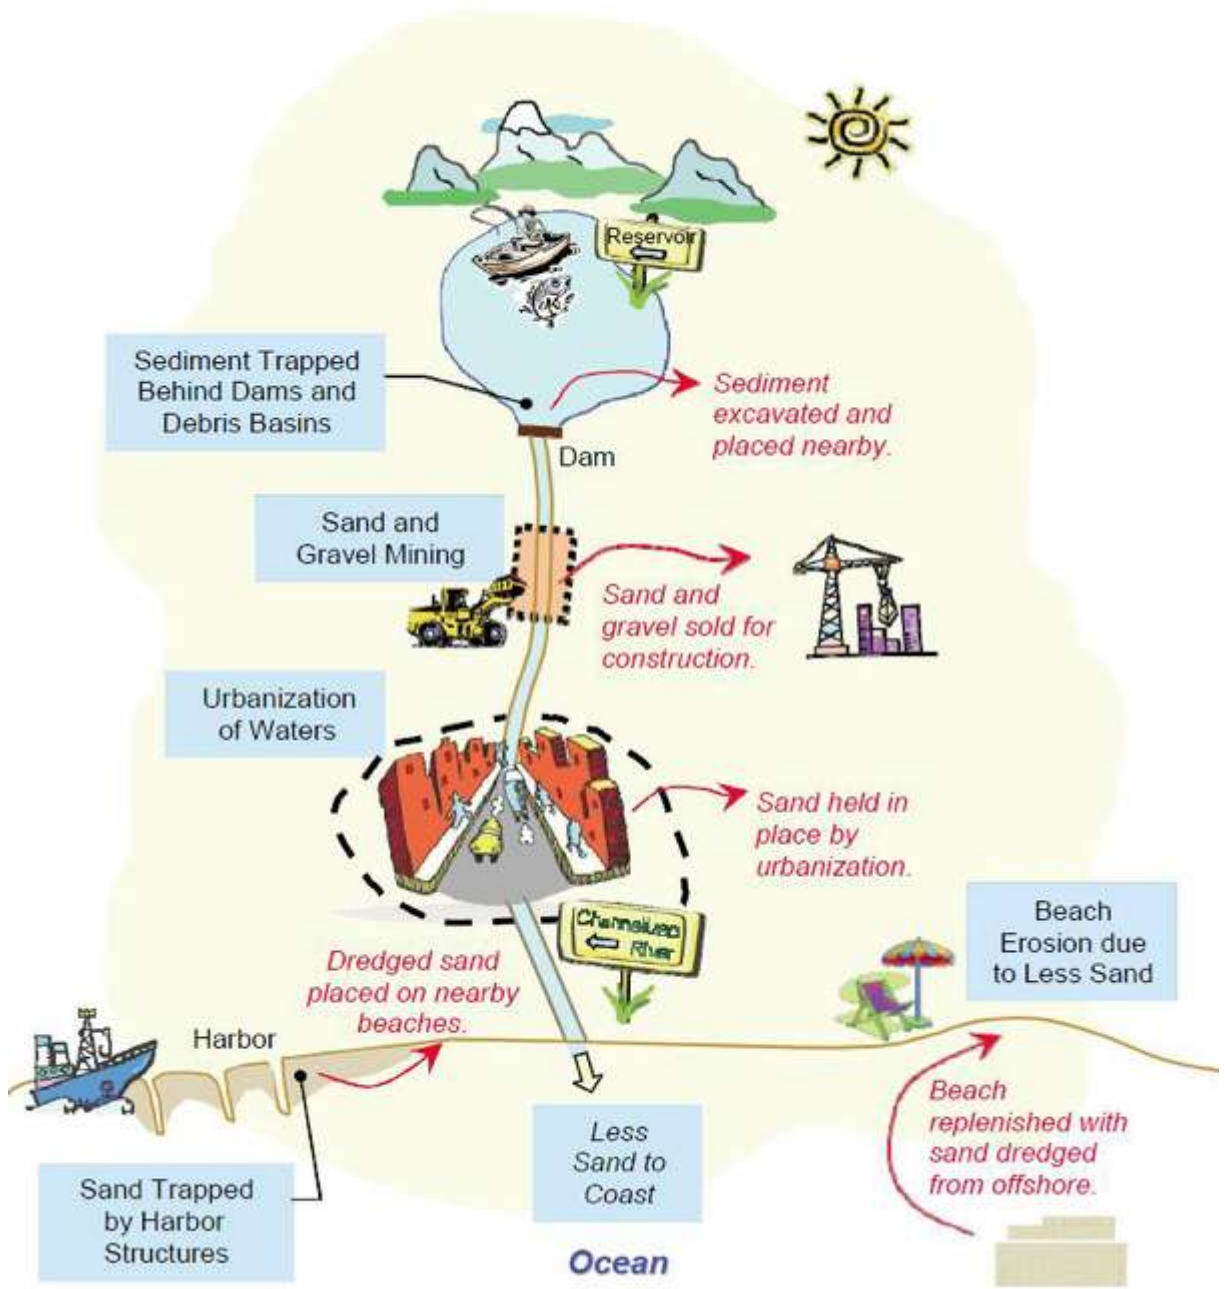 Reservoir
Sediment Trapped
Behind Dams and
Debris Basins
Sediment
excavated and
placed nearby.
Dam
Sand and
Gravel Mining
Sand and
gravel sold for
construction.
Urbanization
of Waters
Sand held in
place by
urbanization.
Channelized
River
Beach
Erosion due
to Less Sand
Dredged sand
placed on nearby
beaches.
Harbor
Beach
replenished with
sand dredged
from offshore.
Less
Sand to
Coast
Sand Trapped
by Harbor
Structures
Ocean